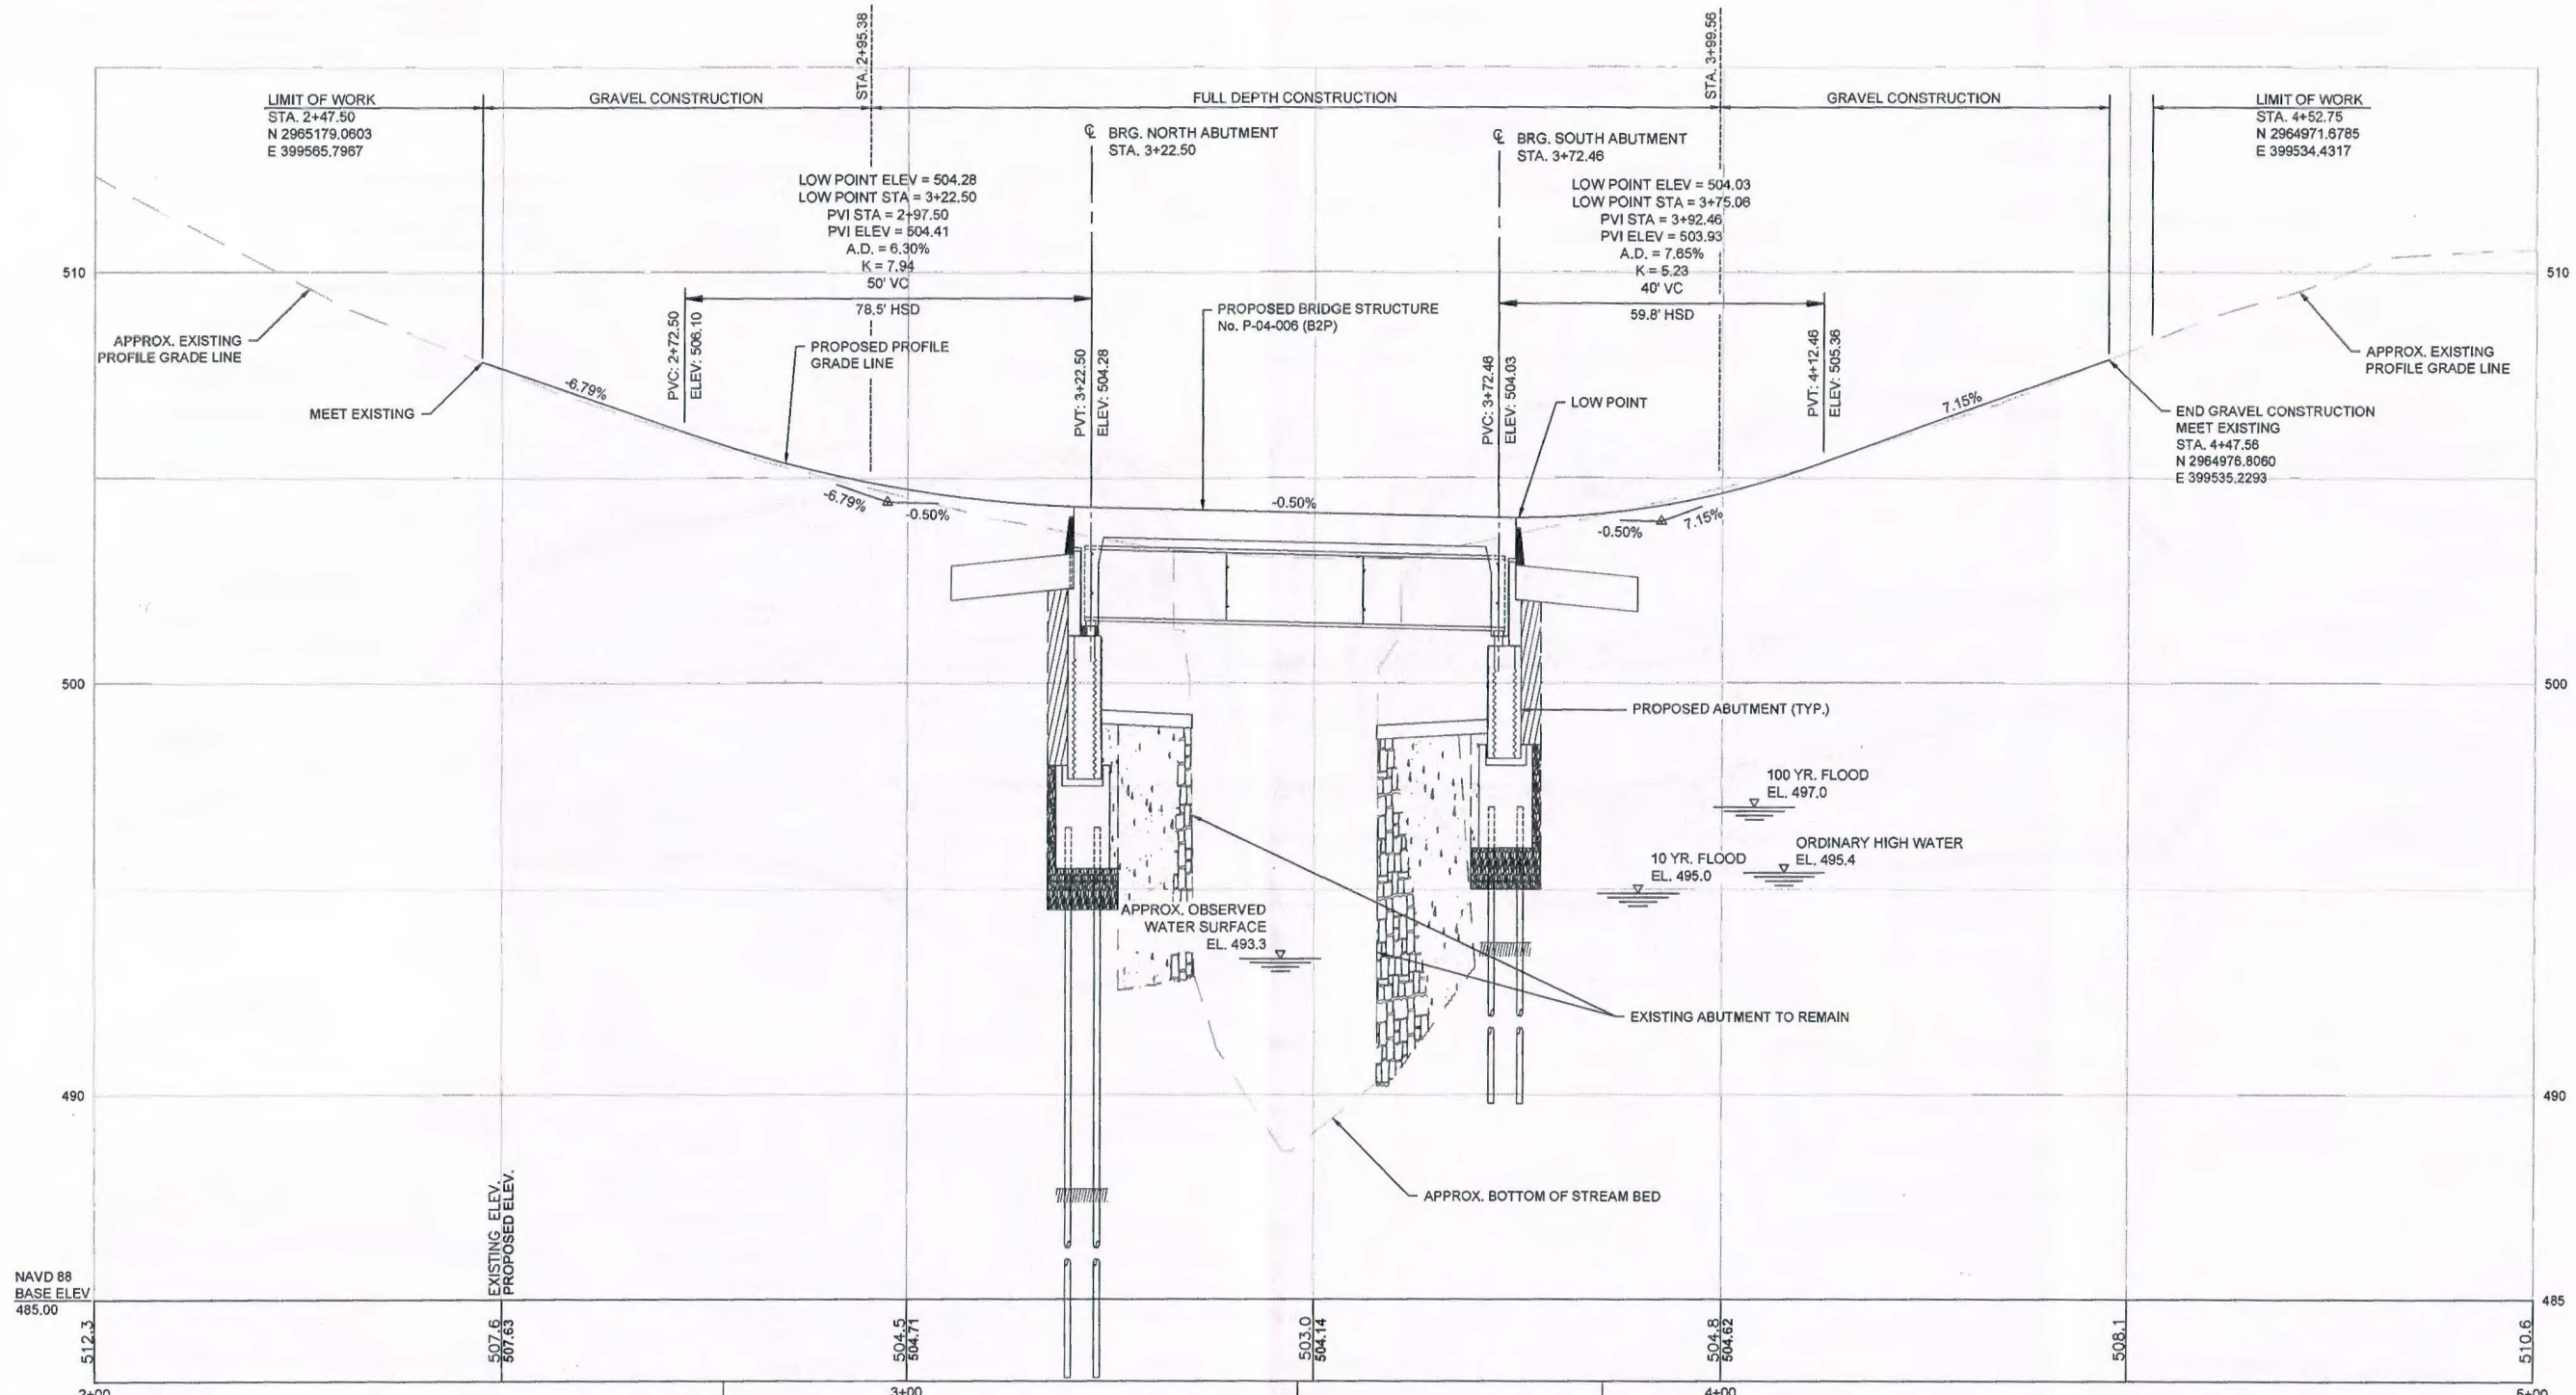 STA. 2+95.38
STA. 3+99.56
LIMIT OF WORK
STA. 2+47.50
N 2965179.0603
E 399565.7967
GRAVEL CONSTRUCTION
FULL DEPTH CONSTRUCTION
GRAVEL CONSTRUCTION
LIMIT OF WORK
STA. 4+52.75
N 2964971.6785
E 399534.4317
℄ BRG. NORTH ABUTMENT
STA. 3+22.50
℄ BRG. SOUTH ABUTMENT
STA. 3+72.46
LOW POINT ELEV = 504.28
LOW POINT STA = 3+22.50
PVI STA = 2+97.50
PVI ELEV = 504.41
A.D. = 6.30%
K = 7.94
50' VC
78.5' HSD
LOW POINT ELEV = 504.03
LOW POINT STA = 3+75.06
PVI STA = 3+92.46
PVI ELEV = 503.93
A.D. = 7.65%
K = 5.23
40' VC
59.8' HSD
510
510
APPROX. EXISTING
PROFILE GRADE LINE
PROPOSED PROFILE
GRADE LINE
PROPOSED BRIDGE STRUCTURE
No. P-04-006 (B2P)
APPROX. EXISTING
PROFILE GRADE LINE
PVC: 2+72.50
ELEV: 506.10
PVT: 3+22.50
ELEV: 504.28
PVC: 3+72.46
ELEV: 504.03
PVT: 4+12.46
ELEV: 505.36
MEET EXISTING
-6.79%
LOW POINT
7.15%
END GRAVEL CONSTRUCTION
MEET EXISTING
STA. 4+47.56
N 2964976.8060
E 399535.2293
-6.79%
-0.50%
-0.50%
-0.50%
7.15%
500
500
PROPOSED ABUTMENT (TYP.)
100 YR. FLOOD
EL. 497.0
ORDINARY HIGH WATER
EL. 495.4
10 YR. FLOOD
EL. 495.0
APPROX. OBSERVED
WATER SURFACE
EL. 493.3
EXISTING ABUTMENT TO REMAIN
490
490
APPROX. BOTTOM OF STREAM BED
EXISTING ELEV.
PROPOSED ELEV.
NAVD 88
BASE ELEV
485.00
485
512.3
507.6
507.63
504.5
504.71
503.0
504.14
504.8
504.62
508.1
510.6
2+00
3+00
4+00
5+00